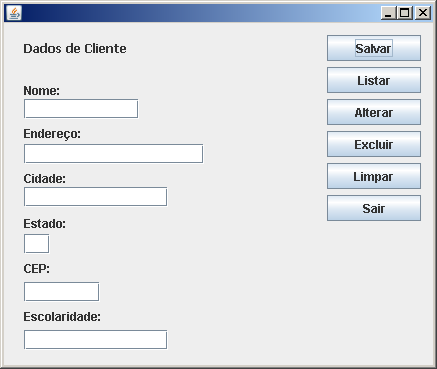 Dados de Cliente
Nome:
Endereço:
Cidade:
Estado:
CEP:
Escolaridade:
Salvar
Listar
Alterar
Excluir
Limpar
Sair